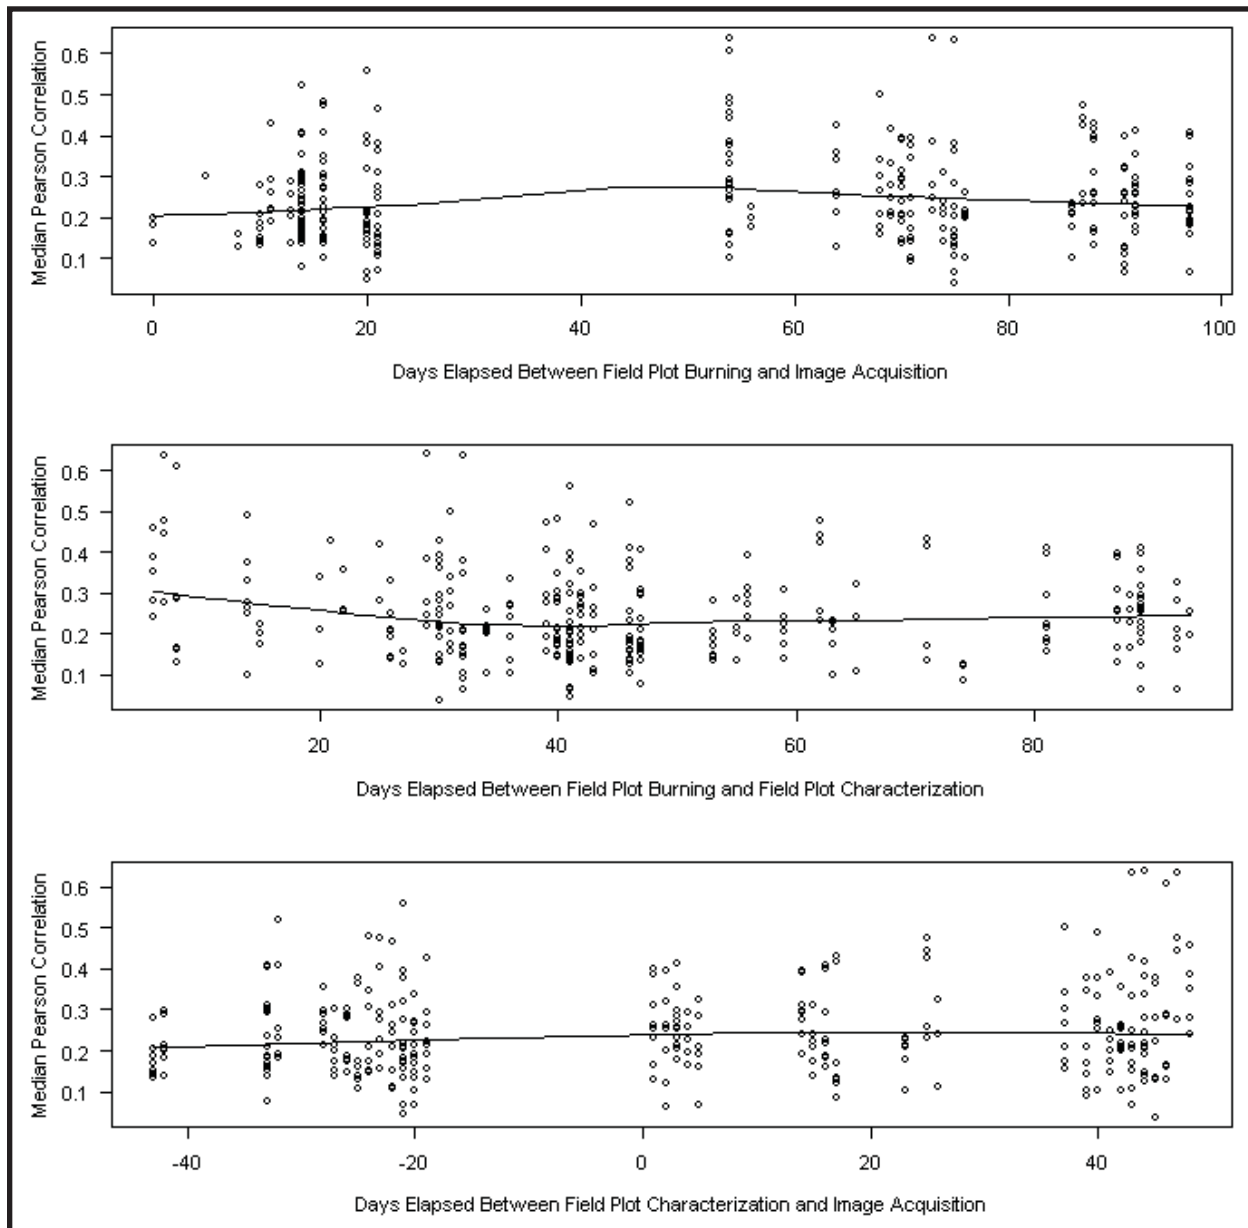 Median Pearson Correlation
0.6
0.5
0.4
0.3
0.2
0.1
0 20 40 60 80 100
Days Elapsed Between Field Plot Burning and Image Acquisition
Median Pearson Correlation
0.6
0.5
0.4
0.3
0.2
0.1
20 40 60 80
Days Elapsed Between Field Plot Burning and Field Plot Characterization
Median Pearson Correlation
0.6
0.5
0.4
0.3
0.2
0.1
-40 -20 0 20 40
Days Elapsed Between Field Plot Characterization and Image Acquisition